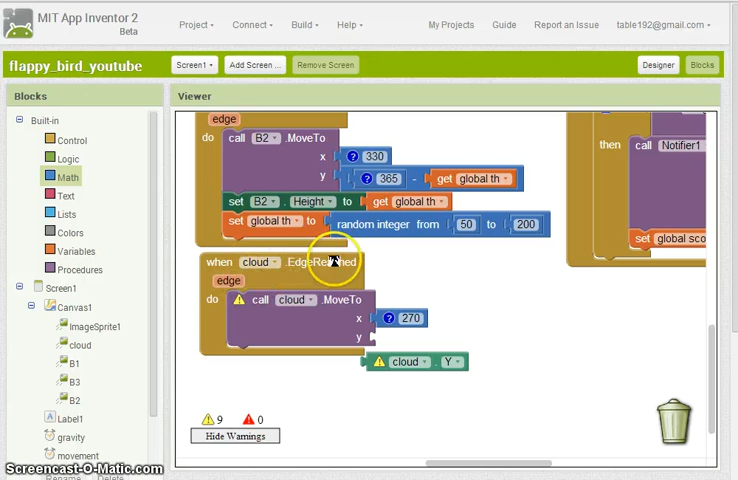 MIT App Inventor 2
Beta
Project Connect Build Help My Projects Guide Report an Issue table192@gmail.com
flappy_bird_youtube Screen1 Add Screen ... Remove Screen Designer Blocks
Blocks Viewer
Built-in
Control
Logic
Math
Text
Lists
Colors
Variables
Procedures
Screen1
Canvas1
ImageSprite1
cloud
B1
B3
B2
Label1
gravity
movement
Rename Delete
edge
do call B2 .MoveTo
x ? 330
y ? 365 - get global th
set B2 . Height to get global th
set global th to random integer from 50 to 200
when cloud .EdgeReached
edge
do call cloud .MoveTo
x ? 270
y
cloud . Y
then call Notifier1
set global sco
9 0
Hide Warnings
Screencast-O-Matic.com